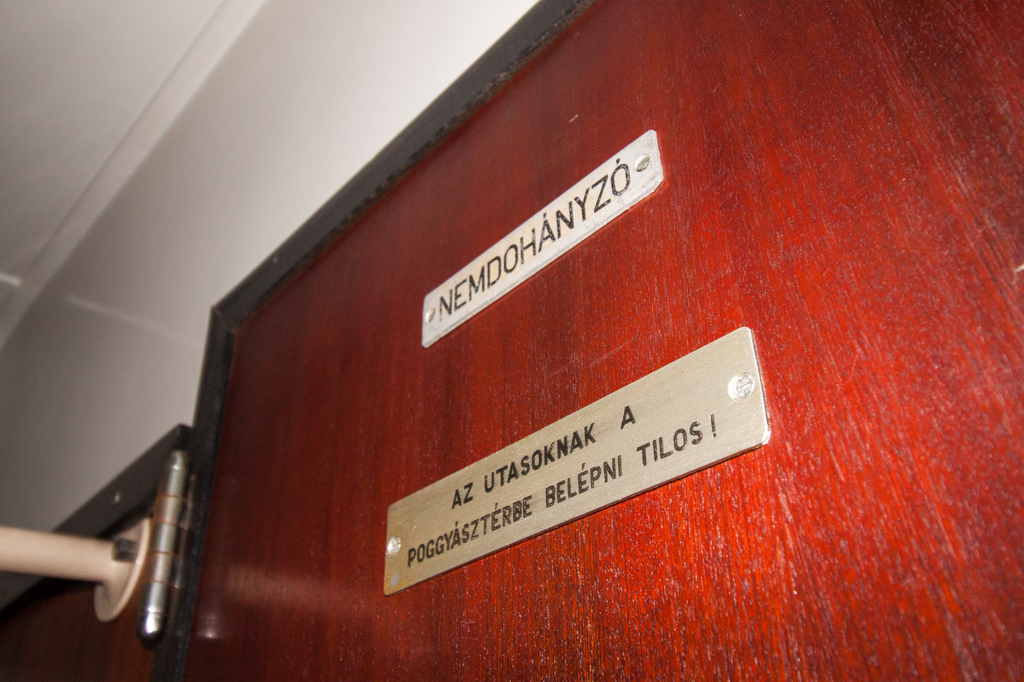 NEMDOHÁNYZÓ
AZ UTASOKNAK A
POGGYÁSZTÉRBE BELÉPNI TILOS!